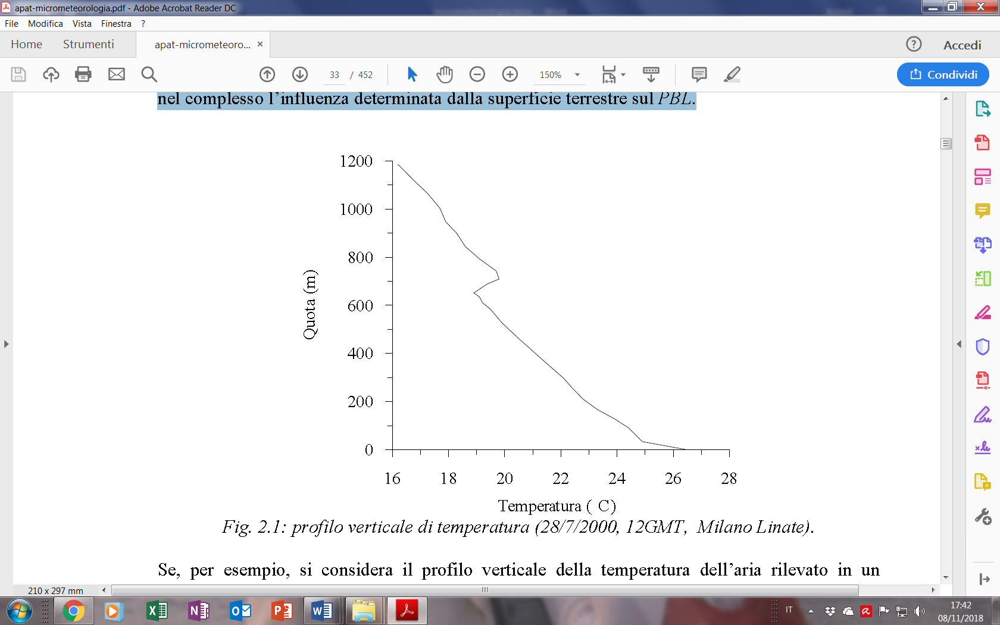 apat-micrometeorologia.pdf - Adobe Acrobat Reader DC
File Modifica Vista Finestra ?
Home Strumenti apat-micrometeoro... × Accedi
33 / 452 150% Condividi
nel complesso l'influenza determinata dalla superficie terrestre sul PBL.
1200
1000
800
600
400
200
0
Quota (m)
16 18 20 22 24 26 28
Temperatura ( C)
Fig. 2.1: profilo verticale di temperatura (28/7/2000, 12GMT, Milano Linate).
Se, per esempio, si considera il profilo verticale della temperatura dell'aria rilevato in un
210 x 297 mm
IT
17:42
08/11/2018